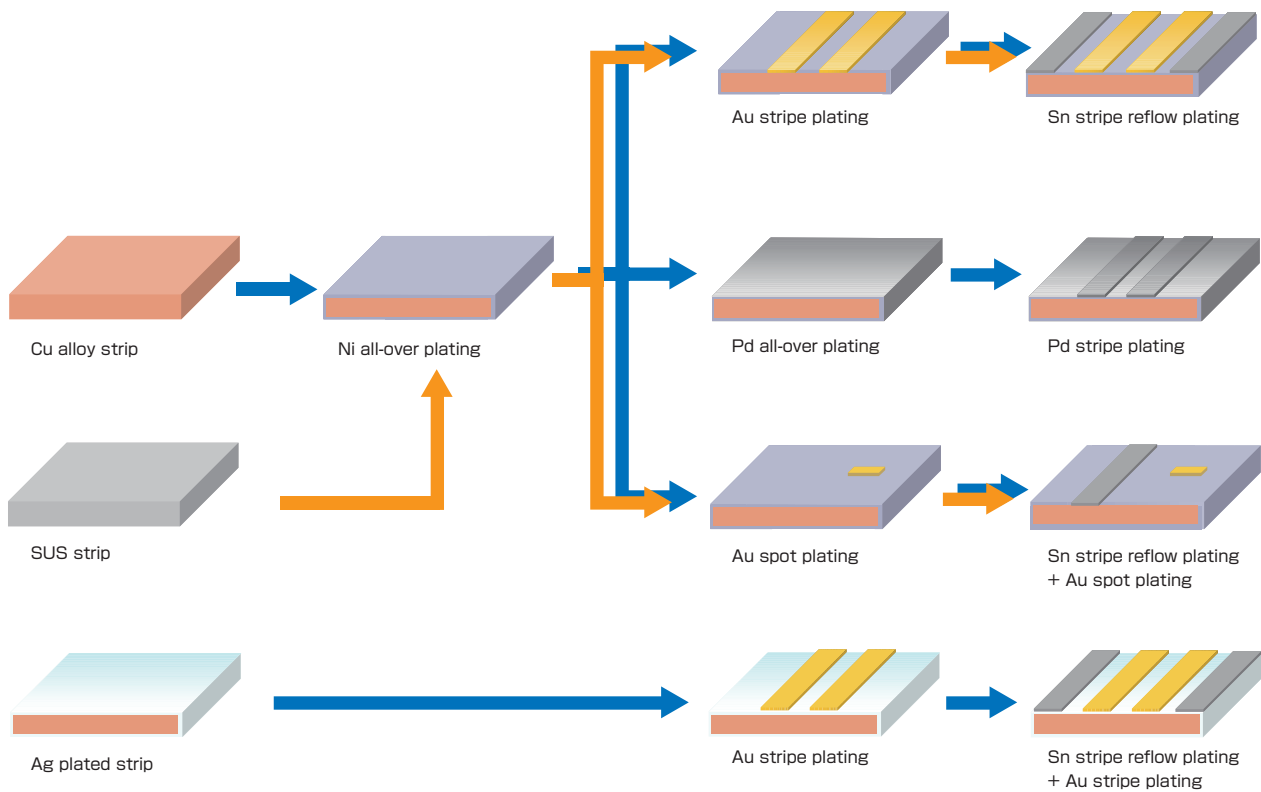 Au stripe plating
Sn stripe reflow plating
Cu alloy strip
Ni all-over plating
Pd all-over plating
Pd stripe plating
SUS strip
Au spot plating
Sn stripe reflow plating
+ Au spot plating
Ag plated strip
Au stripe plating
Sn stripe reflow plating
+ Au stripe plating